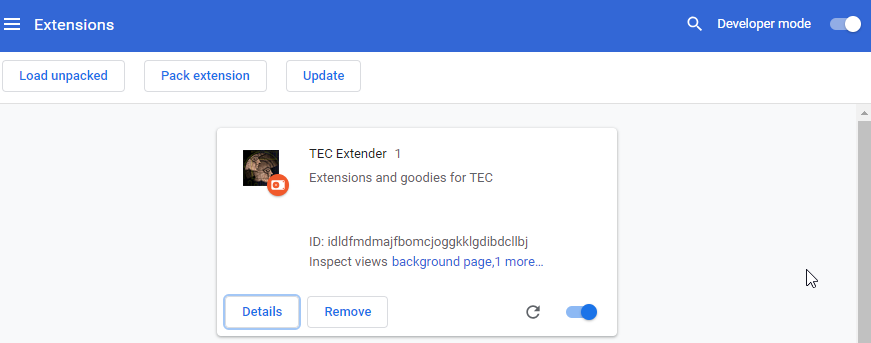 Extensions
Developer mode
Load unpacked
Pack extension
Update
TEC Extender 1
Extensions and goodies for TEC
ID: idldfmdmajfbomcjoggkklgdibdcllbj
Inspect views background page,1 more...
Details
Remove